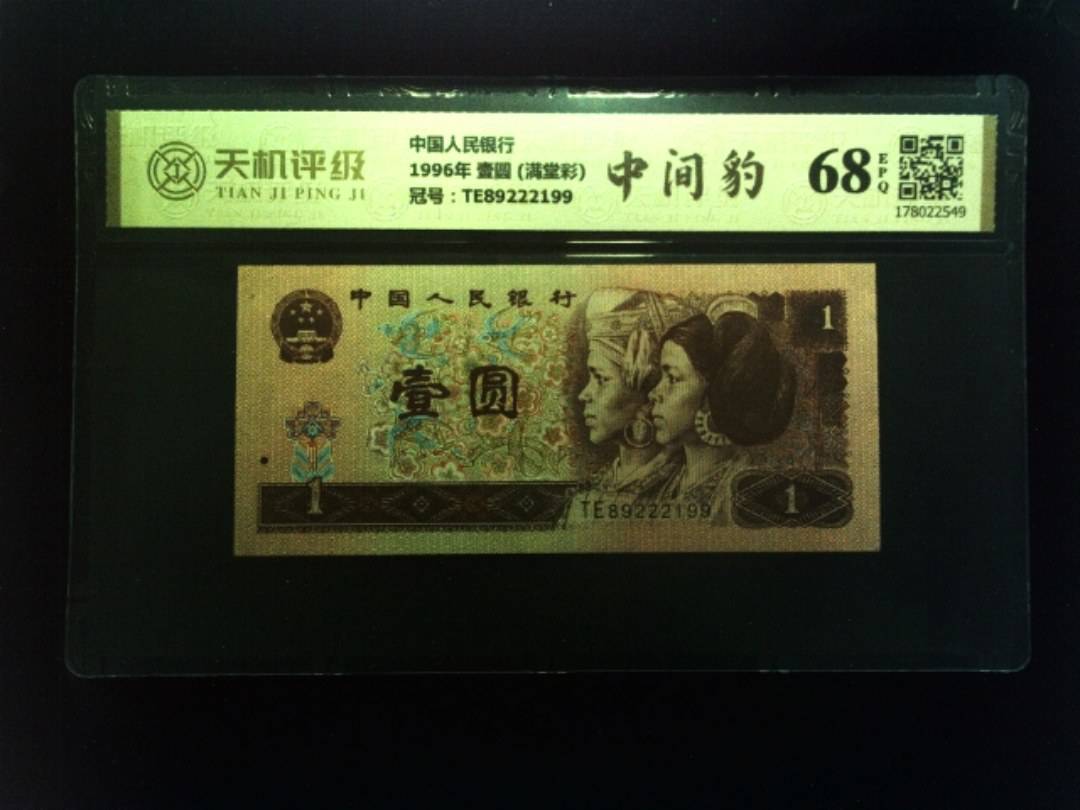 天机评级
TIAN JI PING JI
中国人民银行
1996年 壹圆 (满堂彩)
冠号：TE89222199
中间豹
68
EPQ
178022549
中国人民银行
壹圆
1
1
TE89222199
1